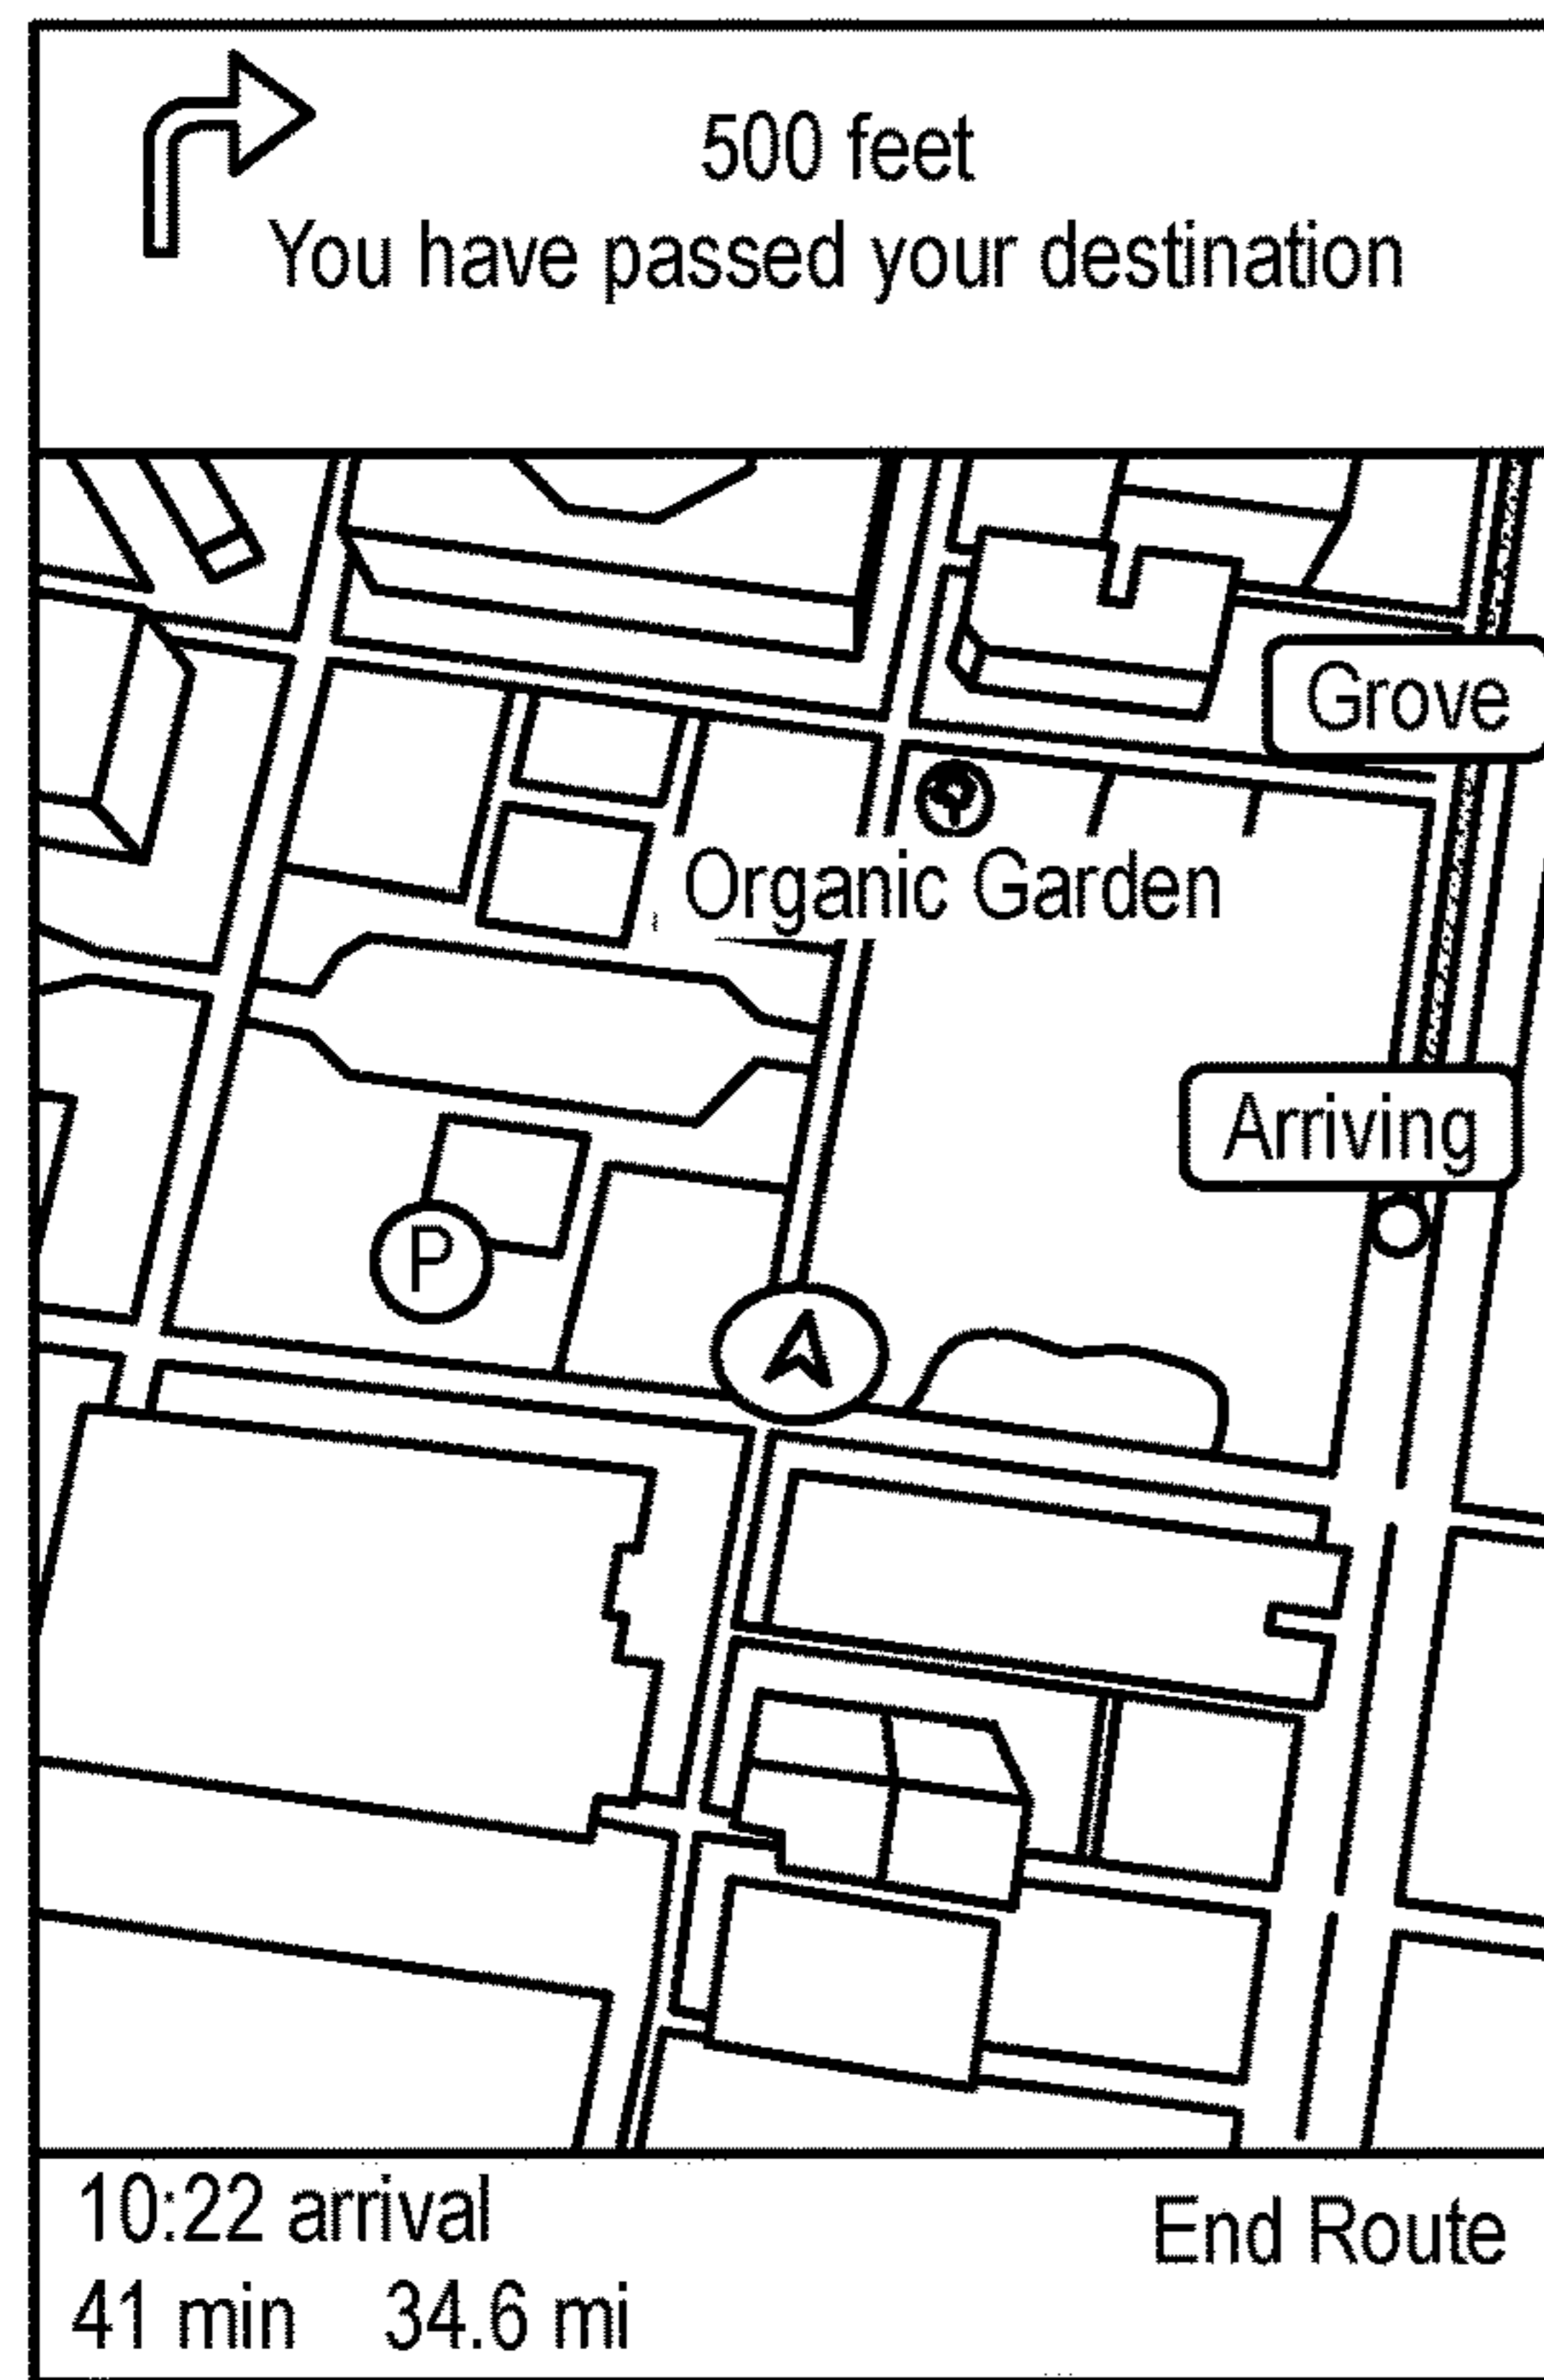 500 feet
You have passed your destination
Grove
Organic Garden
Arriving
P
10:22 arrival
End Route
41 min 34.6 mi